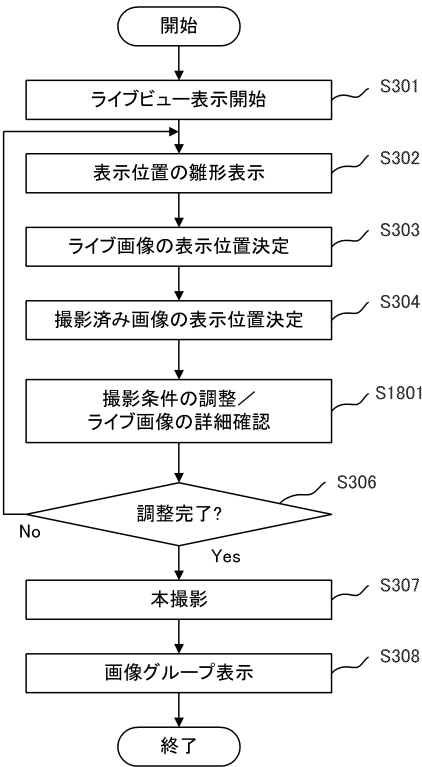 開始
ライブビュー表示開始
S301
表示位置の雛形表示
S302
ライブ画像の表示位置決定
S303
撮影済み画像の表示位置決定
S304
撮影条件の調整／
ライブ画像の詳細確認
S1801
調整完了?
S306
No
Yes
本撮影
S307
画像グループ表示
S308
終了